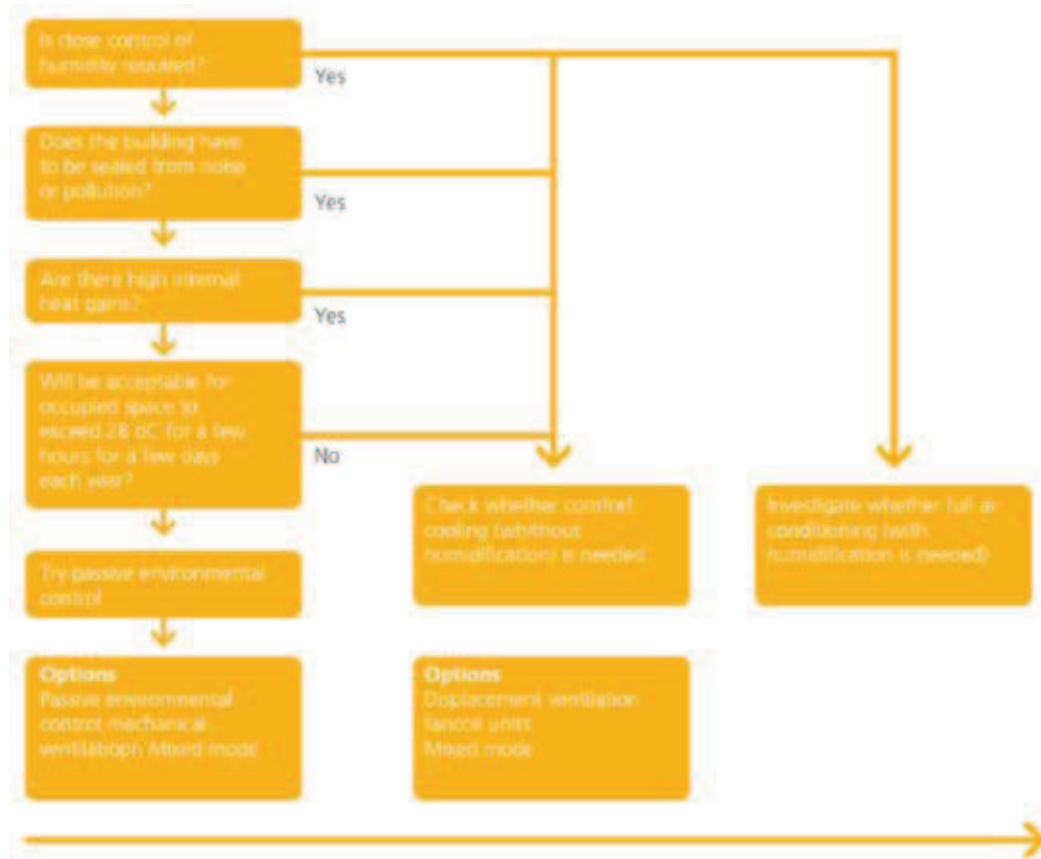 Is close control of
humidity required?
Yes
Does the building have
to be sealed from noise
or pollution?
Yes
Are there high internal
heat gains?
Yes
Will be acceptable for
occupied space to
exceed 28 oC for a few
hours for a few days
each year?
No
Check whether comfort
cooling (whithout
humidification) is needed
Investigate whether full air
conditioning (with
humidification is needed)
Try passive environmental
control
Options
Passive environmental
control mechanical
ventilatiopn Mixed mode
Options
Displacement ventilation
units
Mixed mode